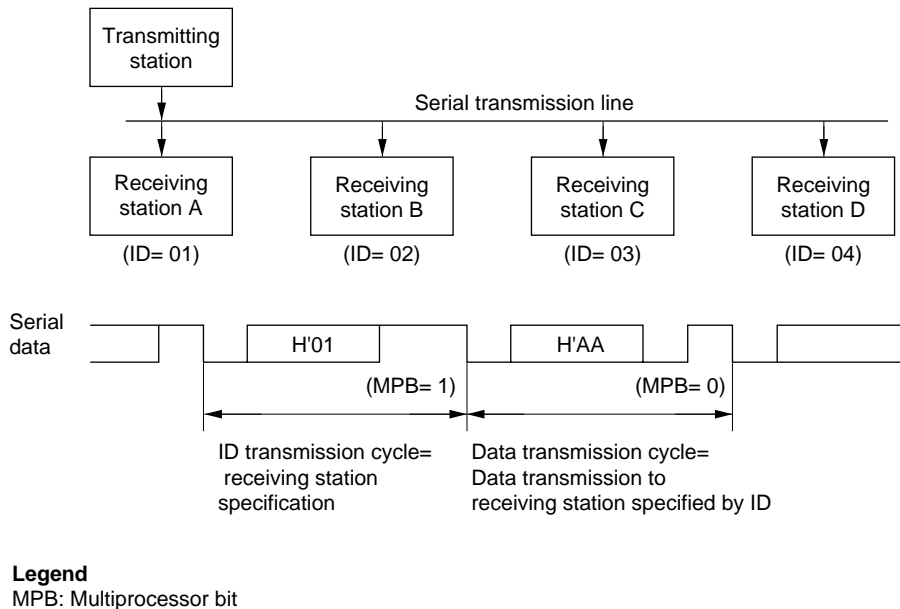 Transmitting
station
Serial transmission line
Receiving
station A
Receiving
station B
Receiving
station C
Receiving
station D
(ID= 01)
(ID= 02)
(ID= 03)
(ID= 04)
Serial
data
H'01
H'AA
(MPB= 1)
(MPB= 0)
ID transmission cycle=
receiving station
specification
Data transmission cycle=
Data transmission to
receiving station specified by ID
Legend
MPB: Multiprocessor bit